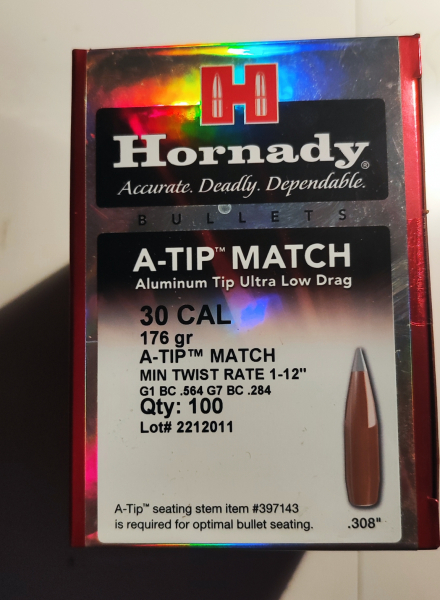 H
Hornady®
Accurate. Deadly. Dependable.
BULLETS
A-TIP™ MATCH
Aluminum Tip Ultra Low Drag
30 CAL
176 gr
A-TIP™ MATCH
MIN TWIST RATE 1-12"
G1 BC .564 G7 BC .284
Qty: 100
Lot# 2212011
A-Tip™ seating stem item #397143
is required for optimal bullet seating.
.308"